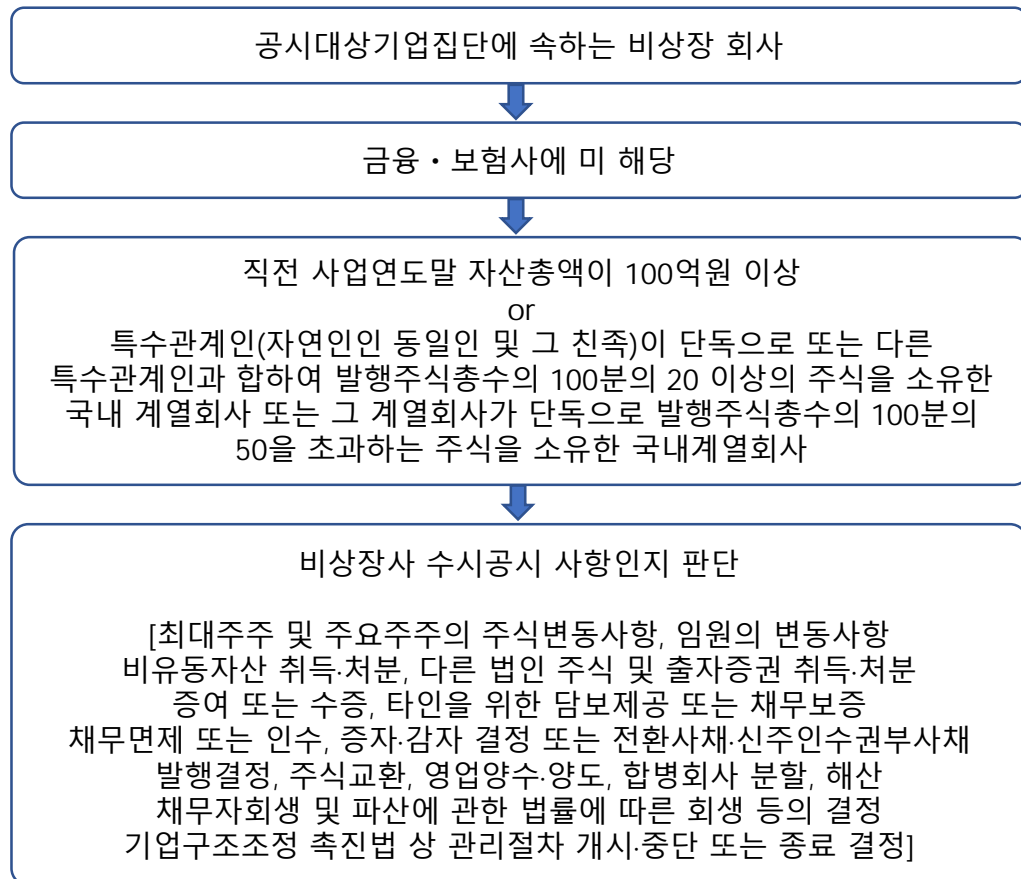 공시대상기업집단에 속하는 비상장 회사
금융・보험사에 미 해당
직전 사업연도말 자산총액이 100억원 이상
or
특수관계인(자연인인 동일인 및 그 친족)이 단독으로 또는 다른
특수관계인과 합하여 발행주식총수의 100분의 20 이상의 주식을 소유한
국내 계열회사 또는 그 계열회사가 단독으로 발행주식총수의 100분의
50을 초과하는 주식을 소유한 국내계열회사
비상장사 수시공시 사항인지 판단
[최대주주 및 주요주주의 주식변동사항, 임원의 변동사항
비유동자산 취득·처분, 다른 법인 주식 및 출자증권 취득·처분
증여 또는 수증, 타인을 위한 담보제공 또는 채무보증
채무면제 또는 인수, 증자·감자 결정 또는 전환사채·신주인수권부사채
발행결정, 주식교환, 영업양수·양도, 합병회사 분할, 해산
채무자회생 및 파산에 관한 법률에 따른 회생 등의 결정
기업구조조정 촉진법 상 관리절차 개시·중단 또는 종료 결정]